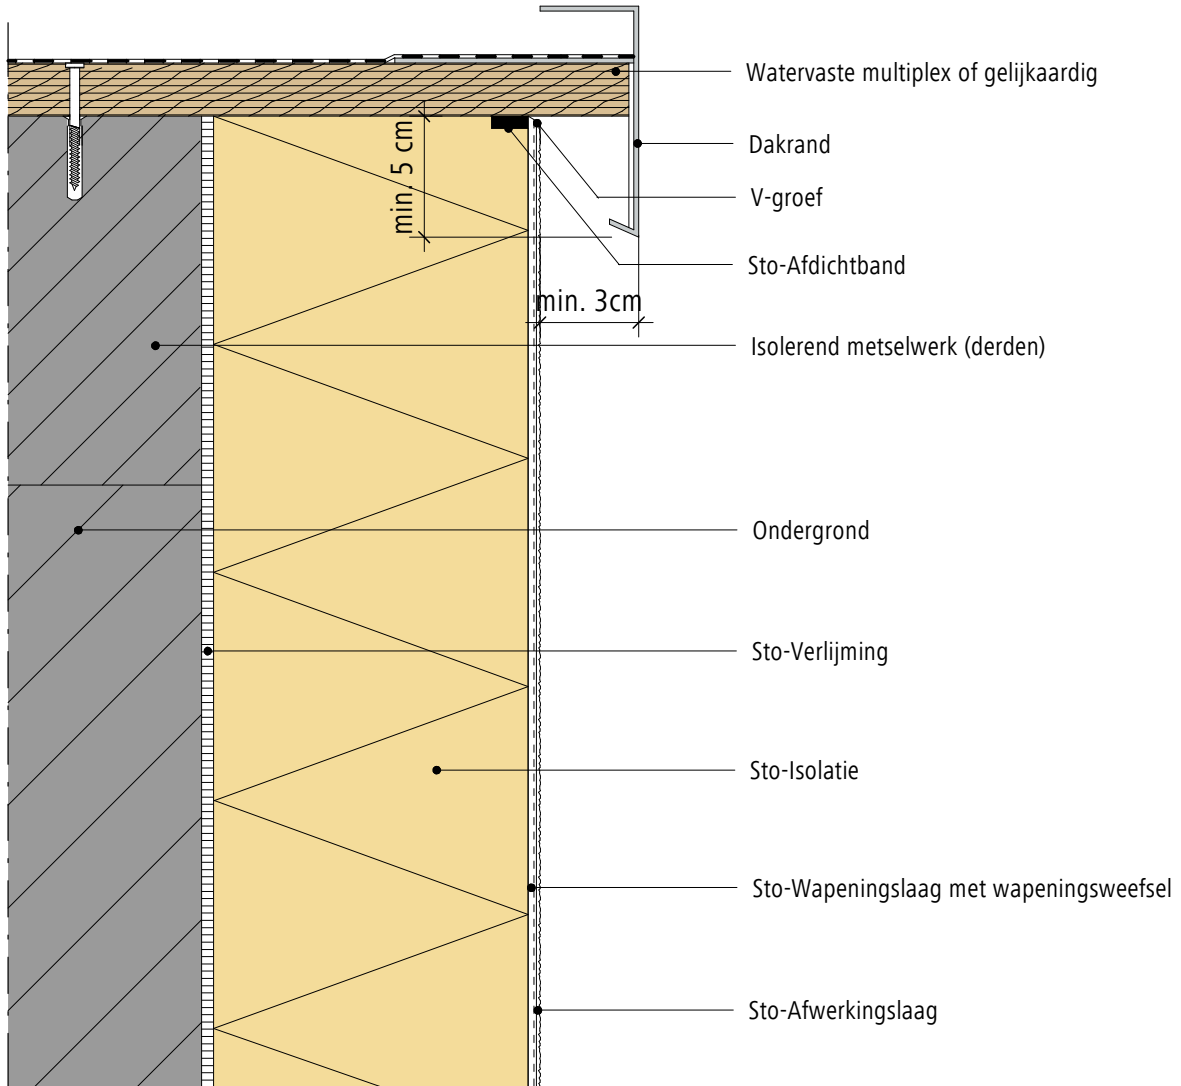 Watervaste multiplex of gelijkaardig
Dakrand
min. 5 cm
V-groef
Sto-Afdichtband
min. 3cm
Isolerend metselwerk (derden)
Ondergrond
Sto-Verlijming
Sto-Isolatie
Sto-Wapeningslaag met wapeningsweefsel
Sto-Afwerkingslaag